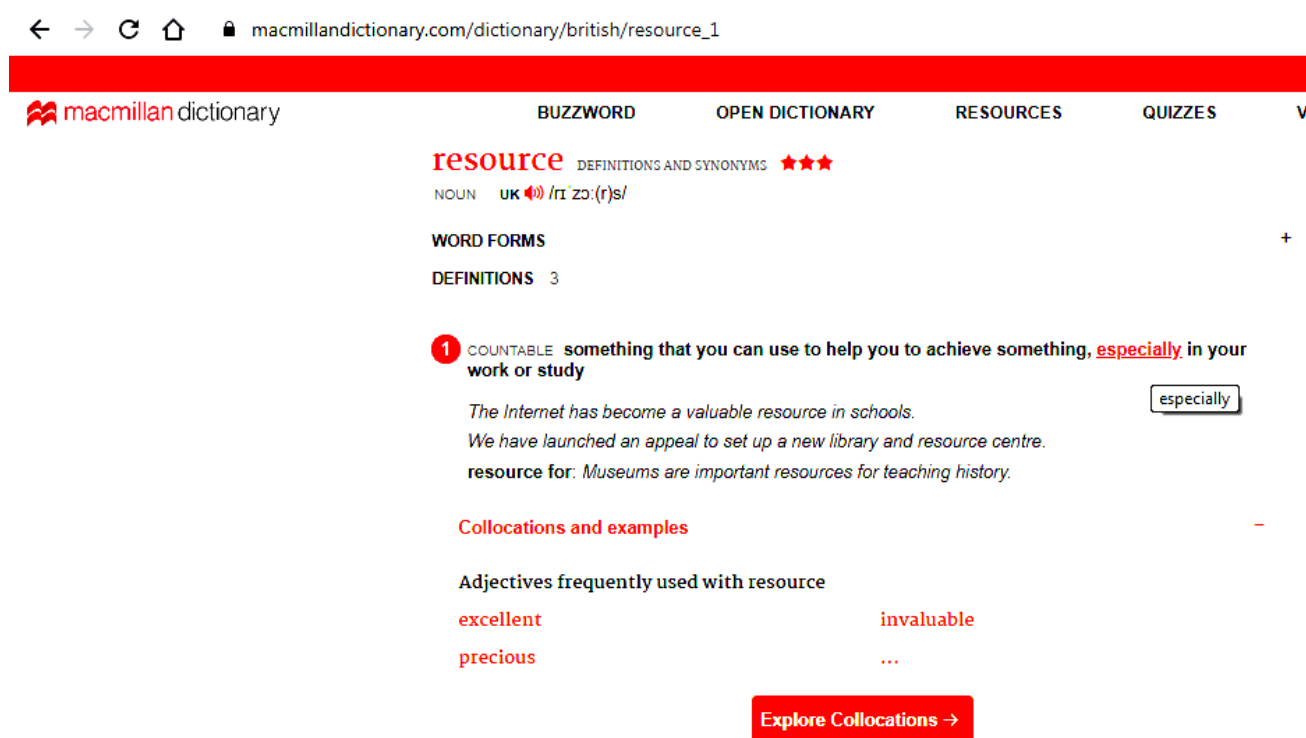 macmillandictionary.com/dictionary/british/resource_1
macmillan dictionary BUZZWORD OPEN DICTIONARY RESOURCES QUIZZES V
resource DEFINITIONS AND SYNONYMS ★★★
NOUN UK /rɪˈzɔː(r)s/
WORD FORMS +
DEFINITIONS 3
1 COUNTABLE something that you can use to help you to achieve something, especially in your
work or study
especially
The Internet has become a valuable resource in schools.
We have launched an appeal to set up a new library and resource centre.
resource for: Museums are important resources for teaching history.
Collocations and examples –
Adjectives frequently used with resource
excellent invaluable
precious ...
Explore Collocations →